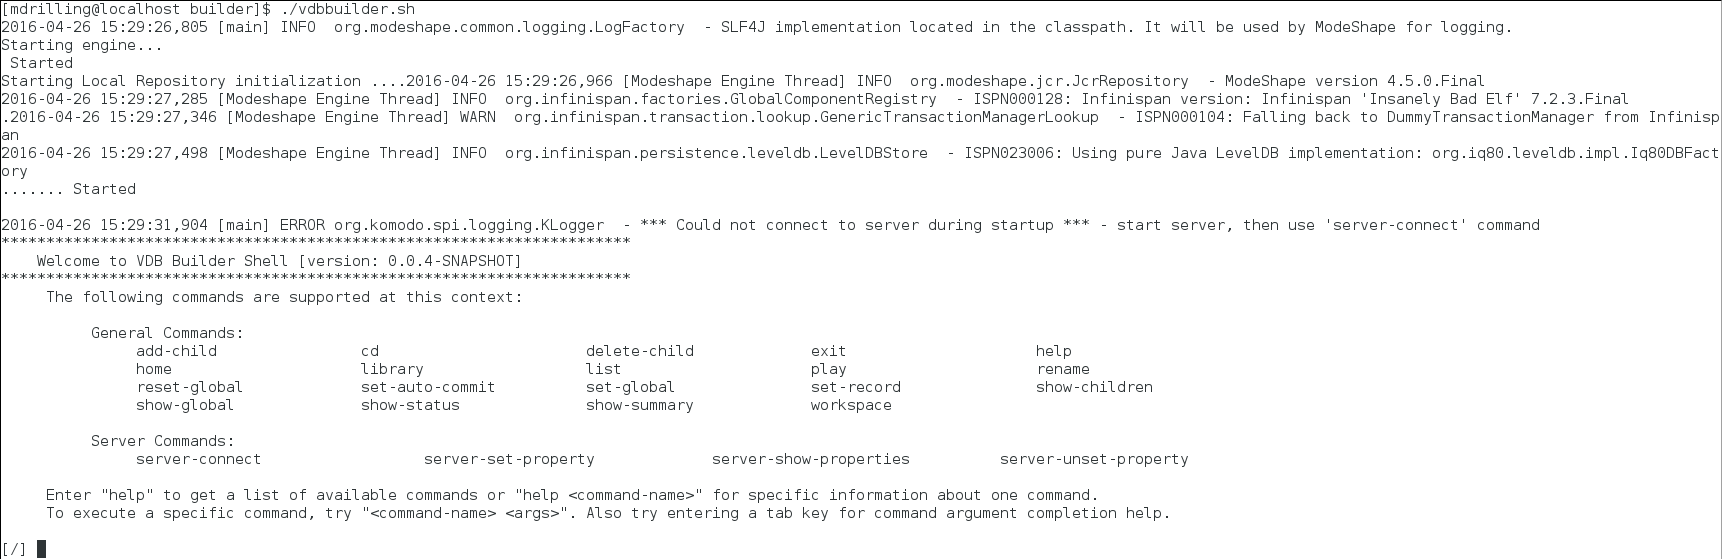 [mdrilling@localhost builder]$ ./vdbbuilder.sh
2016-04-26 15:29:26,805 [main] INFO  org.modeshape.common.logging.LogFactory  - SLF4J implementation located in the classpath. It will be used by ModeShape for logging.
Starting engine...
 Started
Starting Local Repository initialization ....2016-04-26 15:29:26,966 [Modeshape Engine Thread] INFO  org.modeshape.jcr.JcrRepository  - ModeShape version 4.5.0.Final
2016-04-26 15:29:27,285 [Modeshape Engine Thread] INFO  org.infinispan.factories.GlobalComponentRegistry  - ISPN000128: Infinispan version: Infinispan 'Insanely Bad Elf' 7.2.3.Final
.2016-04-26 15:29:27,346 [Modeshape Engine Thread] WARN  org.infinispan.transaction.lookup.GenericTransactionManagerLookup  - ISPN000104: Falling back to DummyTransactionManager from Infinisp
an
2016-04-26 15:29:27,498 [Modeshape Engine Thread] INFO  org.infinispan.persistence.leveldb.LevelDBStore  - ISPN023006: Using pure Java LevelDB implementation: org.iq80.leveldb.impl.Iq80DBFact
ory
....... Started
2016-04-26 15:29:31,904 [main] ERROR org.komodo.spi.logging.KLogger  - *** Could not connect to server during startup *** - start server, then use 'server-connect' command
**********************************************************************
    Welcome to VDB Builder Shell [version: 0.0.4-SNAPSHOT]
**********************************************************************
     The following commands are supported at this context:
          General Commands:
               add-child                cd                       delete-child             exit                     help
               home                     library                  list                     play                     rename
               reset-global             set-auto-commit          set-global               set-record               show-children
               show-global              show-status              show-summary             workspace
          Server Commands:
               server-connect                  server-set-property             server-show-properties          server-unset-property
     Enter "help" to get a list of available commands or "help <command-name>" for specific information about one command.
     To execute a specific command, try "<command-name> <args>". Also try entering a tab key for command argument completion help.
[/]